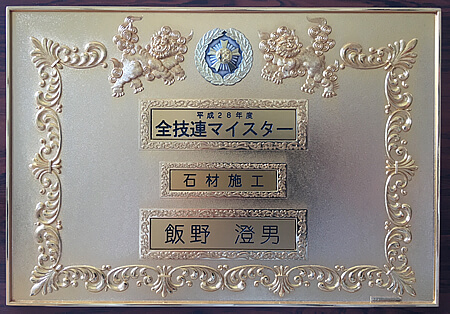 平成28年度
全技連マイスター
石材施工
飯野 澄男